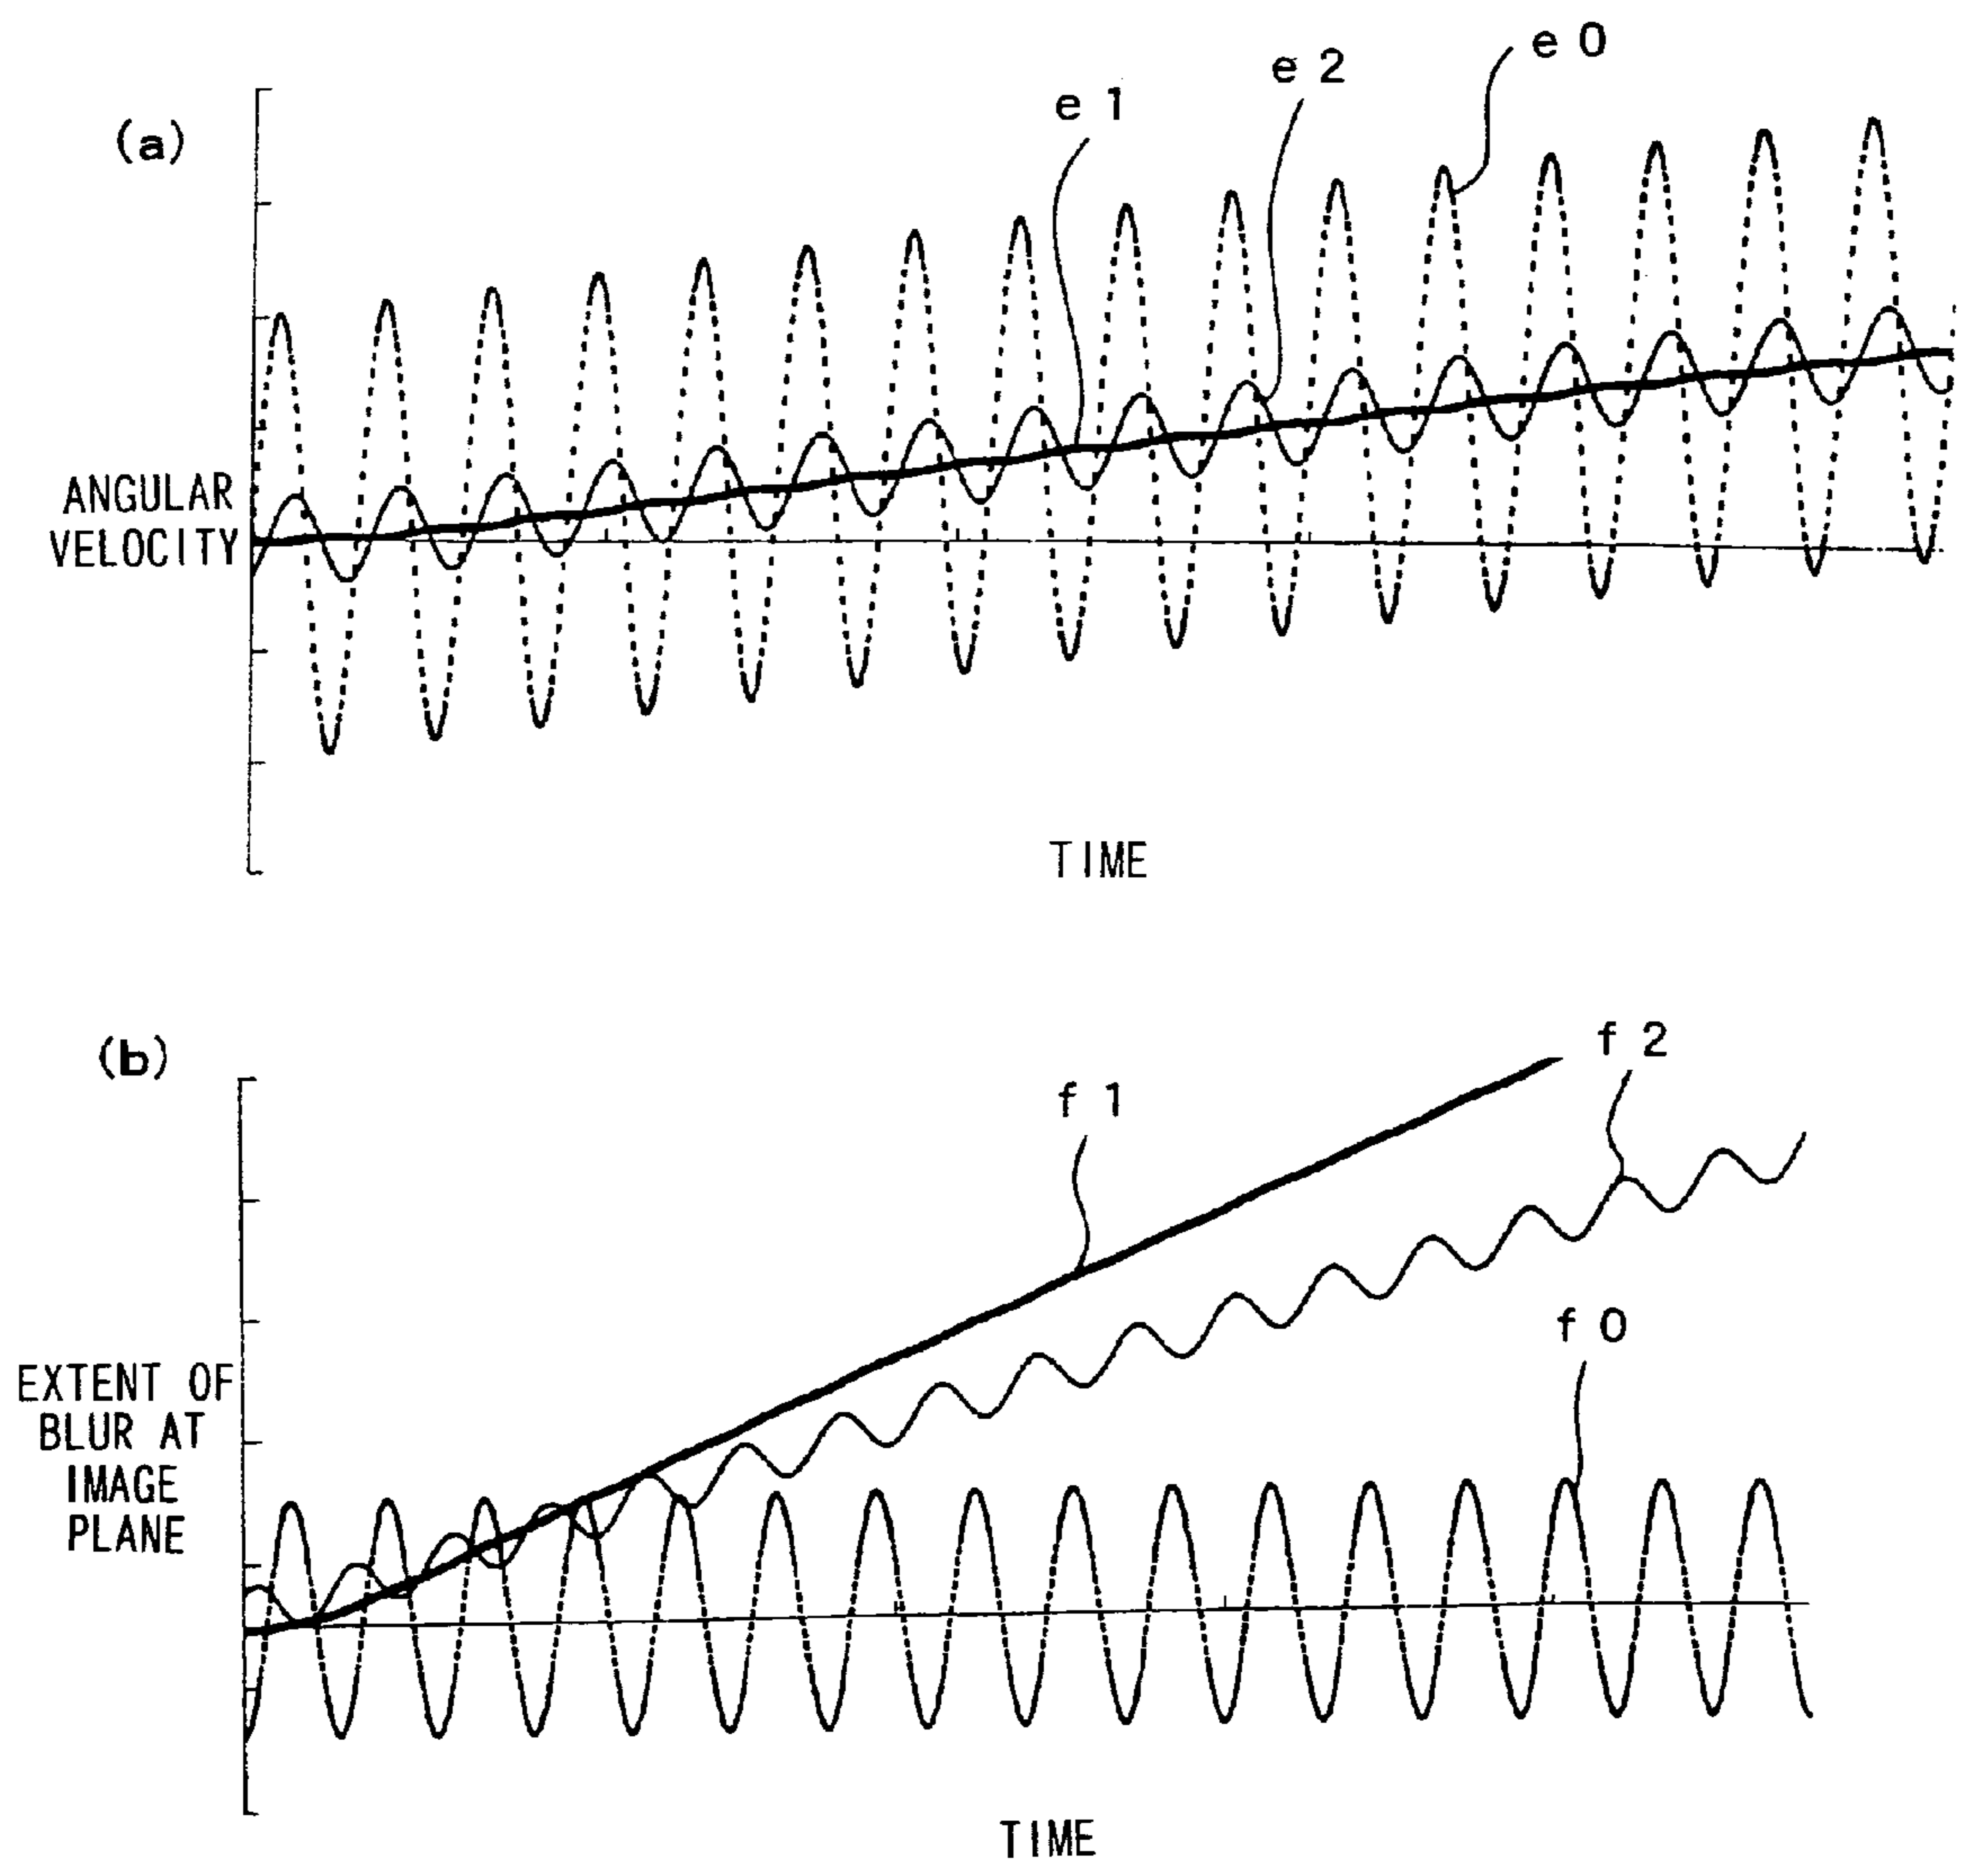 e 0
e 2
e 1
(a)
ANGULAR
VELOCITY
TIME
(b)
f 2
f 1
f 0
EXTENT OF
BLUR AT
IMAGE
PLANE
TIME